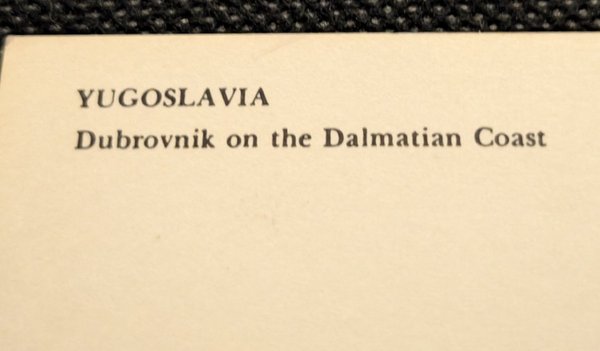 YUGOSLAVIA
Dubrovnik on the Dalmatian Coast